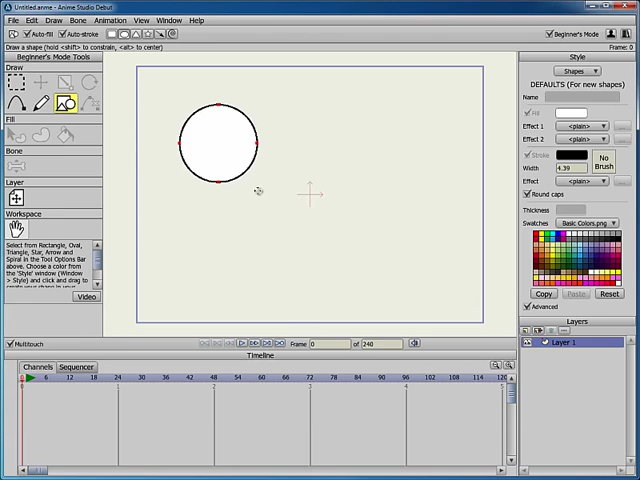 Untitled.anme - Anime Studio Debut
File Edit Draw Bone Animation View Window Help
Auto-fill Auto-stroke Beginner's Mode
Draw a shape (hold <shift> to constrain, <alt> to center) Frame: 0
Beginner's Mode Tools
Draw
Fill
Bone
Layer
Workspace
Select from Rectangle, Oval,
Triangle, Star, Arrow and
Spiral in the Tool Options Bar
above. Choose a color from
the 'Style' window (Window
> Style) and click and drag to
Video
Style
Shapes
DEFAULTS (For new shapes)
Name
Fill
Effect 1 <plain>
Effect 2 <plain>
Stroke
Width 4.39
No
Brush
Effect <plain>
Round caps
Thickness
Swatches Basic Colors.png
Copy Paste Reset
Advanced
Layers
Layer 1
Multitouch Frame 0 of 240
Timeline
Channels Sequencer
0 6 12 18 24 30 36 42 48 54 60 66 72 78 84 90 96 102 108 114 120
0 1 2 3 4 5